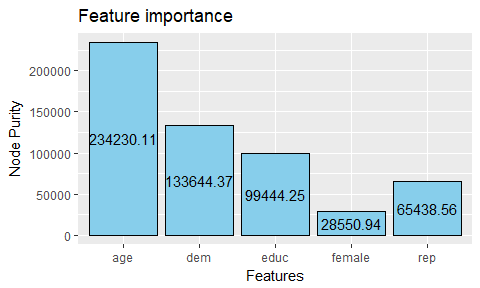 Feature importance
Node Purity
200000
150000
100000
50000
0
234230.11
133644.37
99444.25
28550.94
65438.56
age dem educ female rep
Features